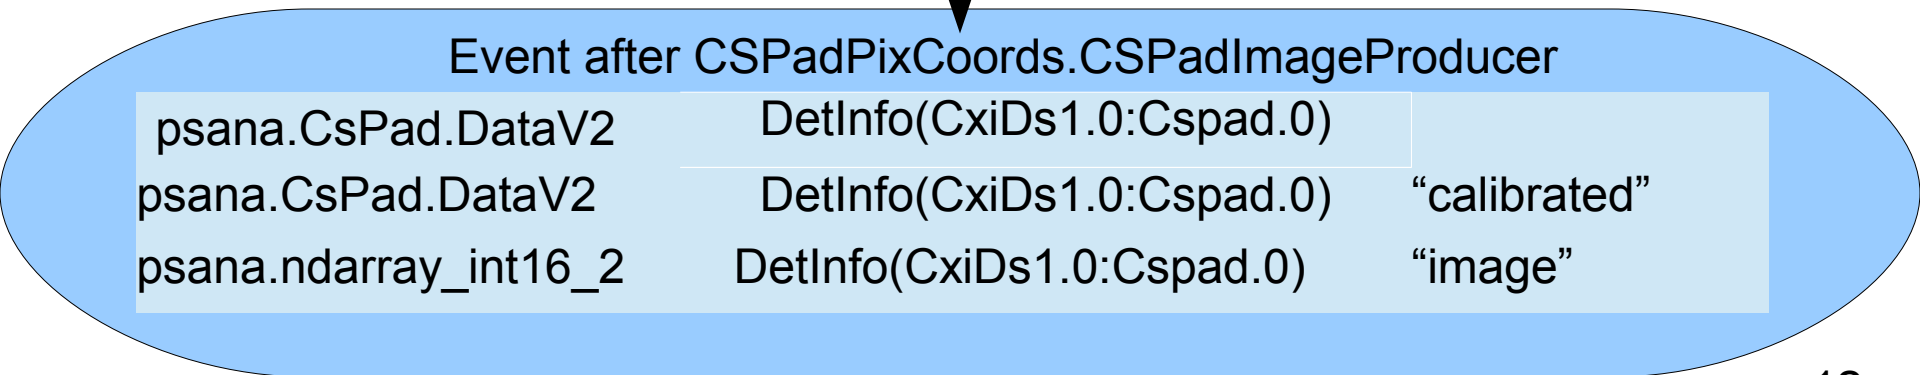 Event after CSPadPixCoords.CSPadImageProducer
psana.CsPad.DataV2 DetInfo(CxiDs1.0:Cspad.0)
psana.CsPad.DataV2 DetInfo(CxiDs1.0:Cspad.0) “calibrated”
psana.ndarray_int16_2 DetInfo(CxiDs1.0:Cspad.0) “image”